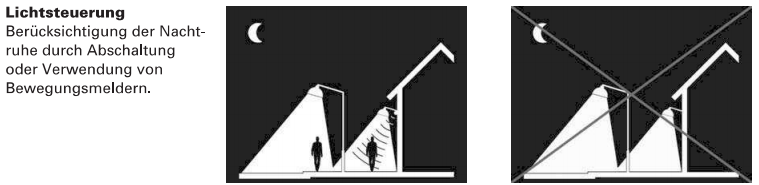 Lichtsteuerung
Berücksichtigung der Nacht-
ruhe durch Abschaltung
oder Verwendung von
Bewegungsmeldern.